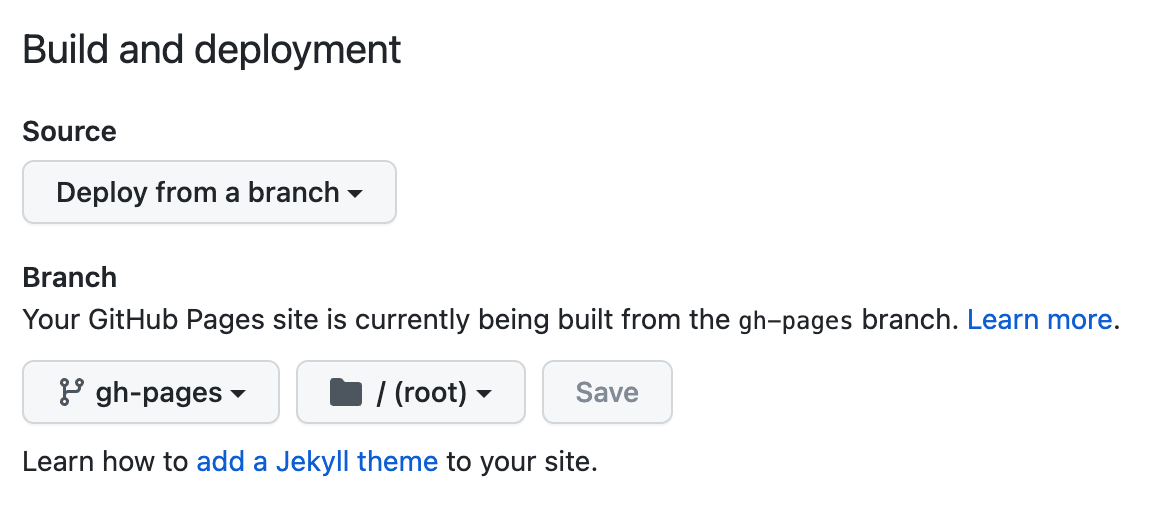 Build and deployment
Source
Deploy from a branch
Branch
Your GitHub Pages site is currently being built from the gh-pages branch. Learn more.
gh-pages / (root) Save
Learn how to add a Jekyll theme to your site.